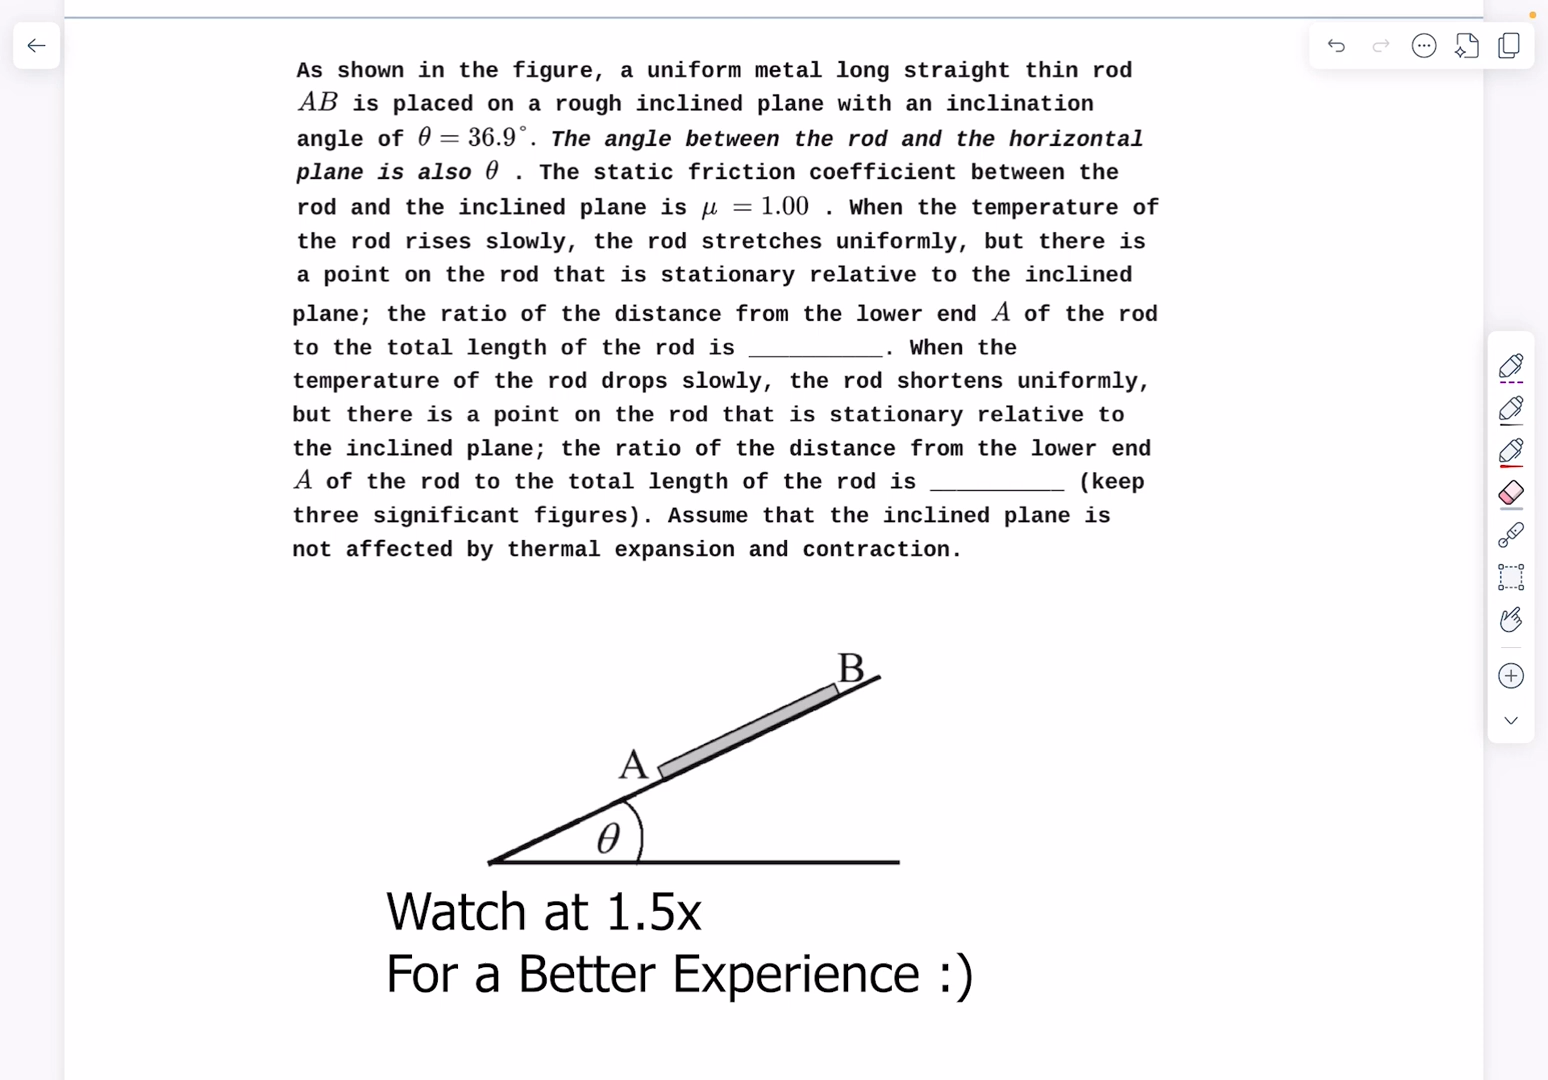 As shown in the figure, a uniform metal long straight thin rod
AB is placed on a rough inclined plane with an inclination
angle of θ = 36.9°. The angle between the rod and the horizontal
plane is also θ . The static friction coefficient between the
rod and the inclined plane is μ = 1.00 . When the temperature of
the rod rises slowly, the rod stretches uniformly, but there is
a point on the rod that is stationary relative to the inclined
plane; the ratio of the distance from the lower end A of the rod
to the total length of the rod is __________. When the
temperature of the rod drops slowly, the rod shortens uniformly,
but there is a point on the rod that is stationary relative to
the inclined plane; the ratio of the distance from the lower end
A of the rod to the total length of the rod is __________ (keep
three significant figures). Assume that the inclined plane is
not affected by thermal expansion and contraction.
B
A
θ
Watch at 1.5x
For a Better Experience :)